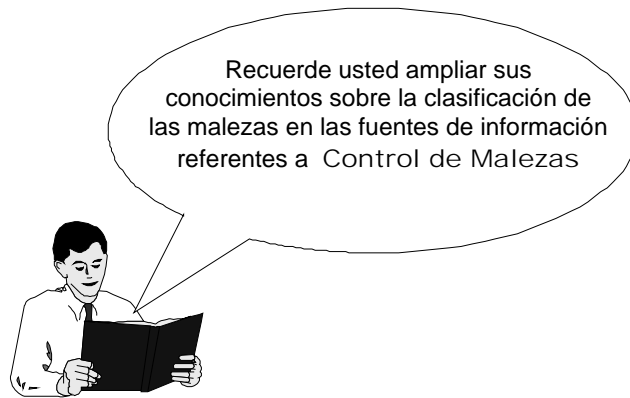 Recuerde usted ampliar sus
conocimientos sobre la clasificación de
las malezas en las fuentes de información
referentes a Control de Malezas